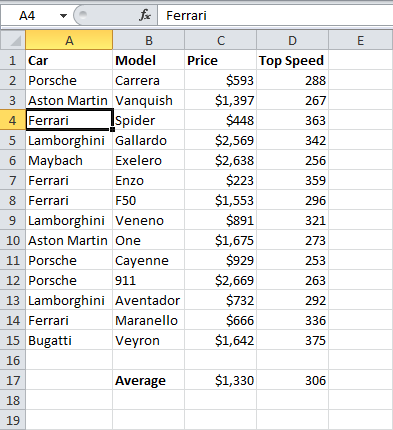 A4 fx Ferrari
A B C D E
1 Car Model Price Top Speed
2 Porsche Carrera $593 288
3 Aston Martin Vanquish $1,397 267
4 Ferrari Spider $448 363
5 Lamborghini Gallardo $2,569 342
6 Maybach Exelero $2,638 256
7 Ferrari Enzo $223 359
8 Ferrari F50 $1,553 296
9 Lamborghini Veneno $891 321
10 Aston Martin One $1,675 273
11 Porsche Cayenne $929 253
12 Porsche 911 $2,669 263
13 Lamborghini Aventador $732 292
14 Ferrari Maranello $666 336
15 Bugatti Veyron $1,642 375
16
17 Average $1,330 306
18
19